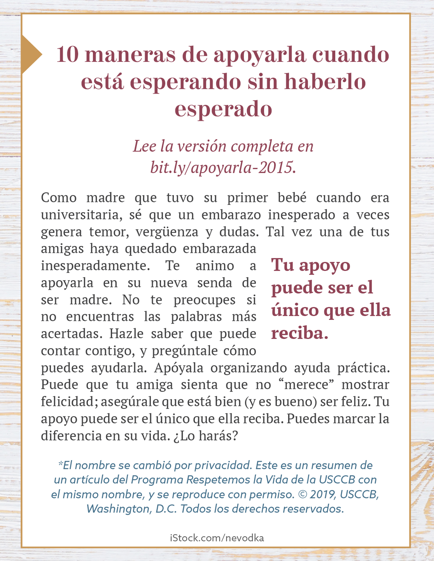 10 maneras de apoyarla cuando
está esperando sin haberlo
esperado
Lee la versión completa en
bit.ly/apoyarla-2015.
Como madre que tuvo su primer bebé cuando era
universitaria, sé que un embarazo inesperado a veces
genera temor, vergüenza y dudas. Tal vez una de tus
amigas haya quedado embarazada
inesperadamente. Te animo a
apoyarla en su nueva senda de
ser madre. No te preocupes si
no encuentras las palabras más
acertadas. Hazle saber que puede
contar contigo, y pregúntale cómo
puedes ayudarla. Apóyala organizando ayuda práctica.
Puede que tu amiga sienta que no “merece” mostrar
felicidad; asegúrale que está bien (y es bueno) ser feliz. Tu
apoyo puede ser el único que ella reciba. Puedes marcar la
diferencia en su vida. ¿Lo harás?
Tu apoyo
puede ser el
único que ella
reciba.
*El nombre se cambió por privacidad. Este es un resumen de
un artículo del Programa Respetemos la Vida de la USCCB con
el mismo nombre, y se reproduce con permiso. © 2019, USCCB,
Washington, D.C. Todos los derechos reservados.
iStock.com/nevodka